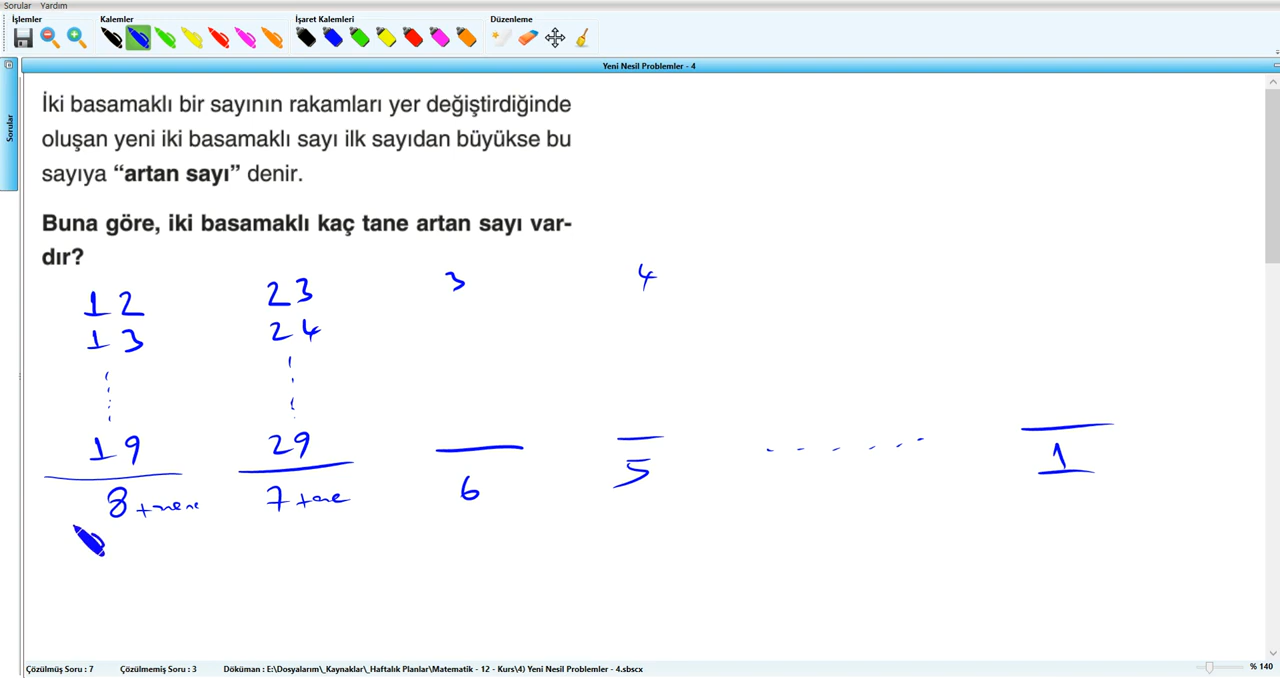 Sorular Yardım
İşlemler Kalemler İşaret Kalemleri Düzenleme
Yeni Nesil Problemler - 4
Sorular
İki basamaklı bir sayının rakamları yer değiştirdiğinde
oluşan yeni iki basamaklı sayı ilk sayıdan büyükse bu
sayıya “artan sayı” denir.
Buna göre, iki basamaklı kaç tane artan sayı var-
dır?
12 23 3 4
13 24
19 29
8 7 tane 6 5 1
Çözülmüş Soru : 7 Çözülmemiş Soru : 3 Döküman : E:\Dosyalarım\_Kaynaklar\_Haftalık Planlar\Matematik - 12 - Kurs\4) Yeni Nesil Problemler - 4.sbscx % 140